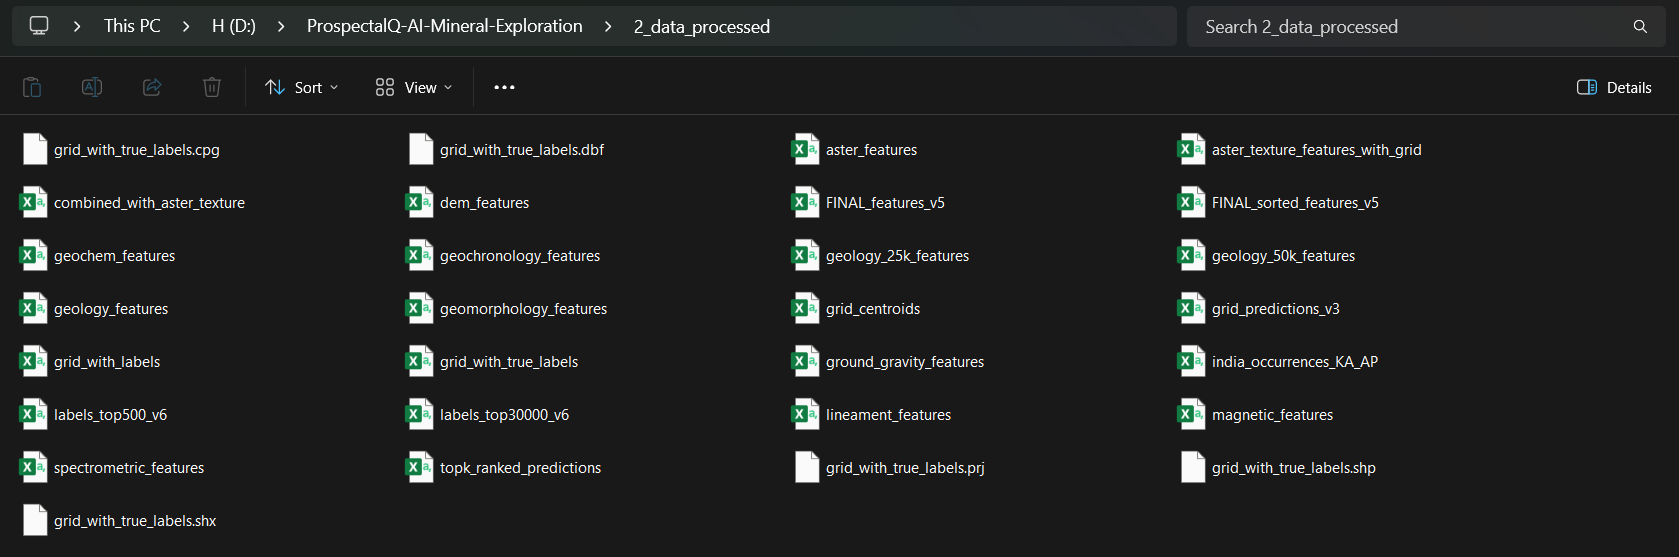 This PC > H (D:) > ProspectaIQ-AI-Mineral-Exploration > 2_data_processed
Search 2_data_processed
Sort
View
Details
grid_with_true_labels.cpg
grid_with_true_labels.dbf
aster_features
aster_texture_features_with_grid
combined_with_aster_texture
dem_features
FINAL_features_v5
FINAL_sorted_features_v5
geochem_features
geochronology_features
geology_25k_features
geology_50k_features
geology_features
geomorphology_features
grid_centroids
grid_predictions_v3
grid_with_labels
grid_with_true_labels
ground_gravity_features
india_occurrences_KA_AP
labels_top500_v6
labels_top30000_v6
lineament_features
magnetic_features
spectrometric_features
topk_ranked_predictions
grid_with_true_labels.prj
grid_with_true_labels.shp
grid_with_true_labels.shx